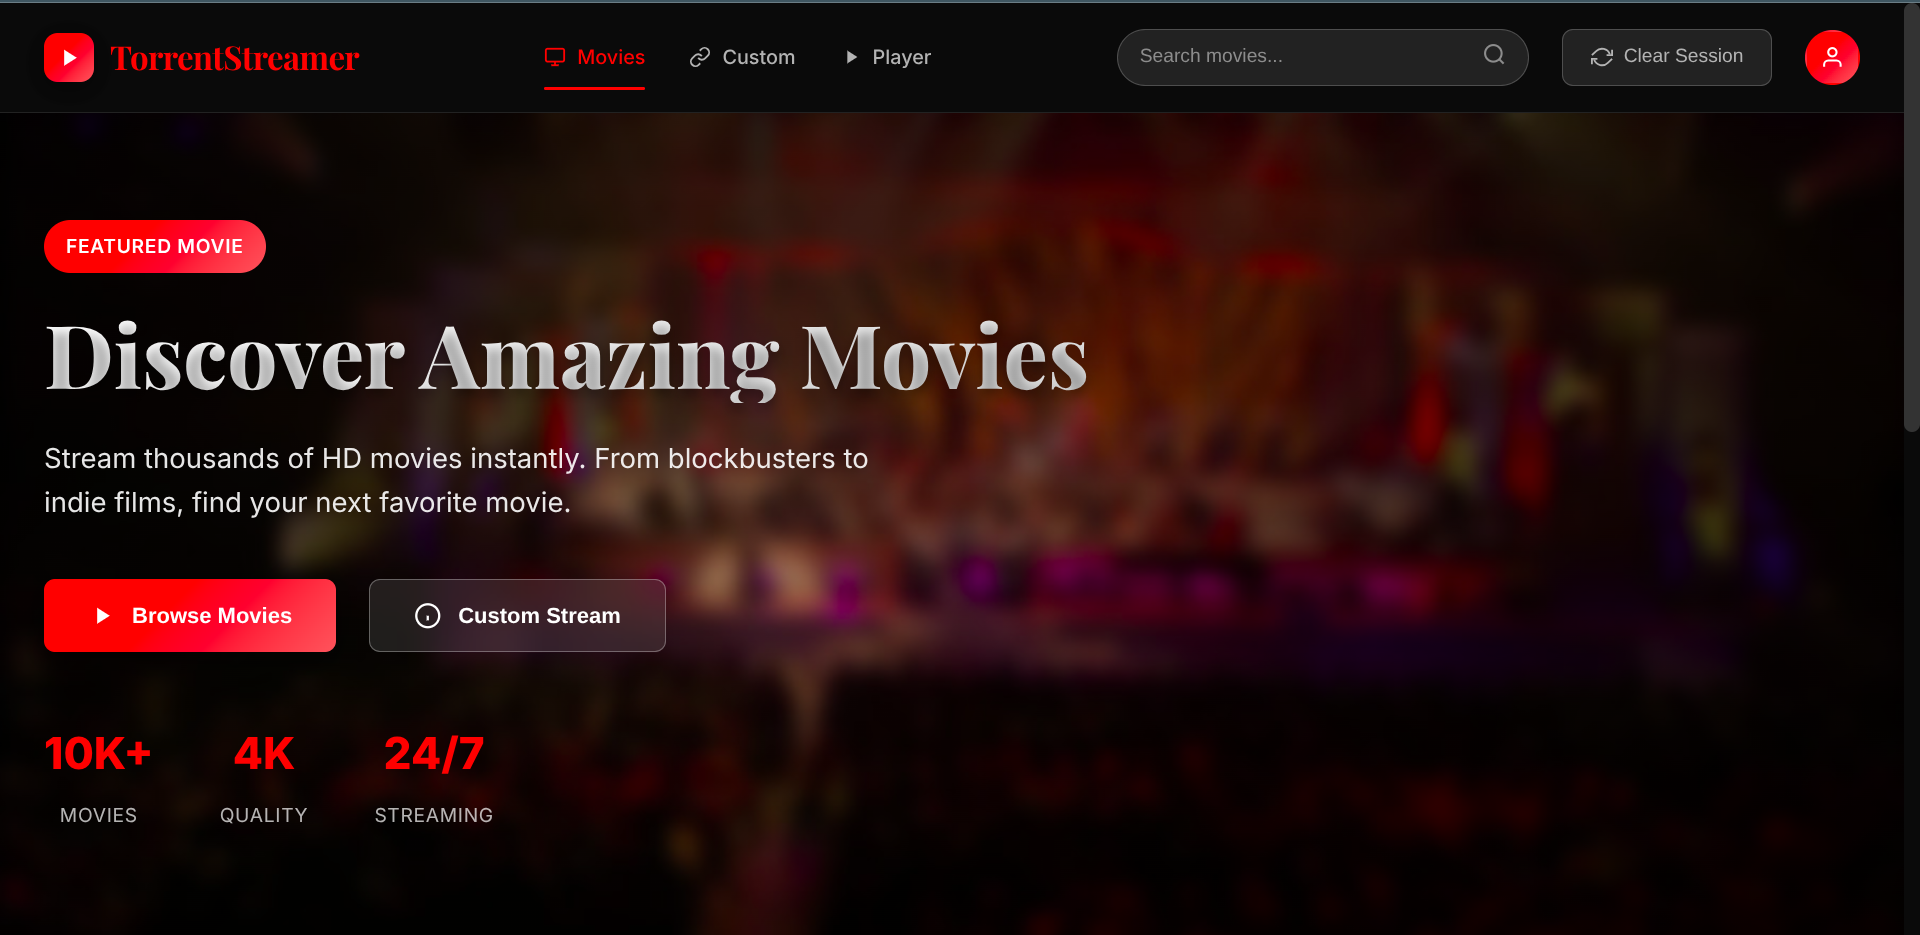 TorrentStreamer
Movies
Custom
Player
Search movies...
Clear Session
FEATURED MOVIE
Discover Amazing Movies
Stream thousands of HD movies instantly. From blockbusters to
indie films, find your next favorite movie.
Browse Movies
Custom Stream
10K+
MOVIES
4K
QUALITY
24/7
STREAMING